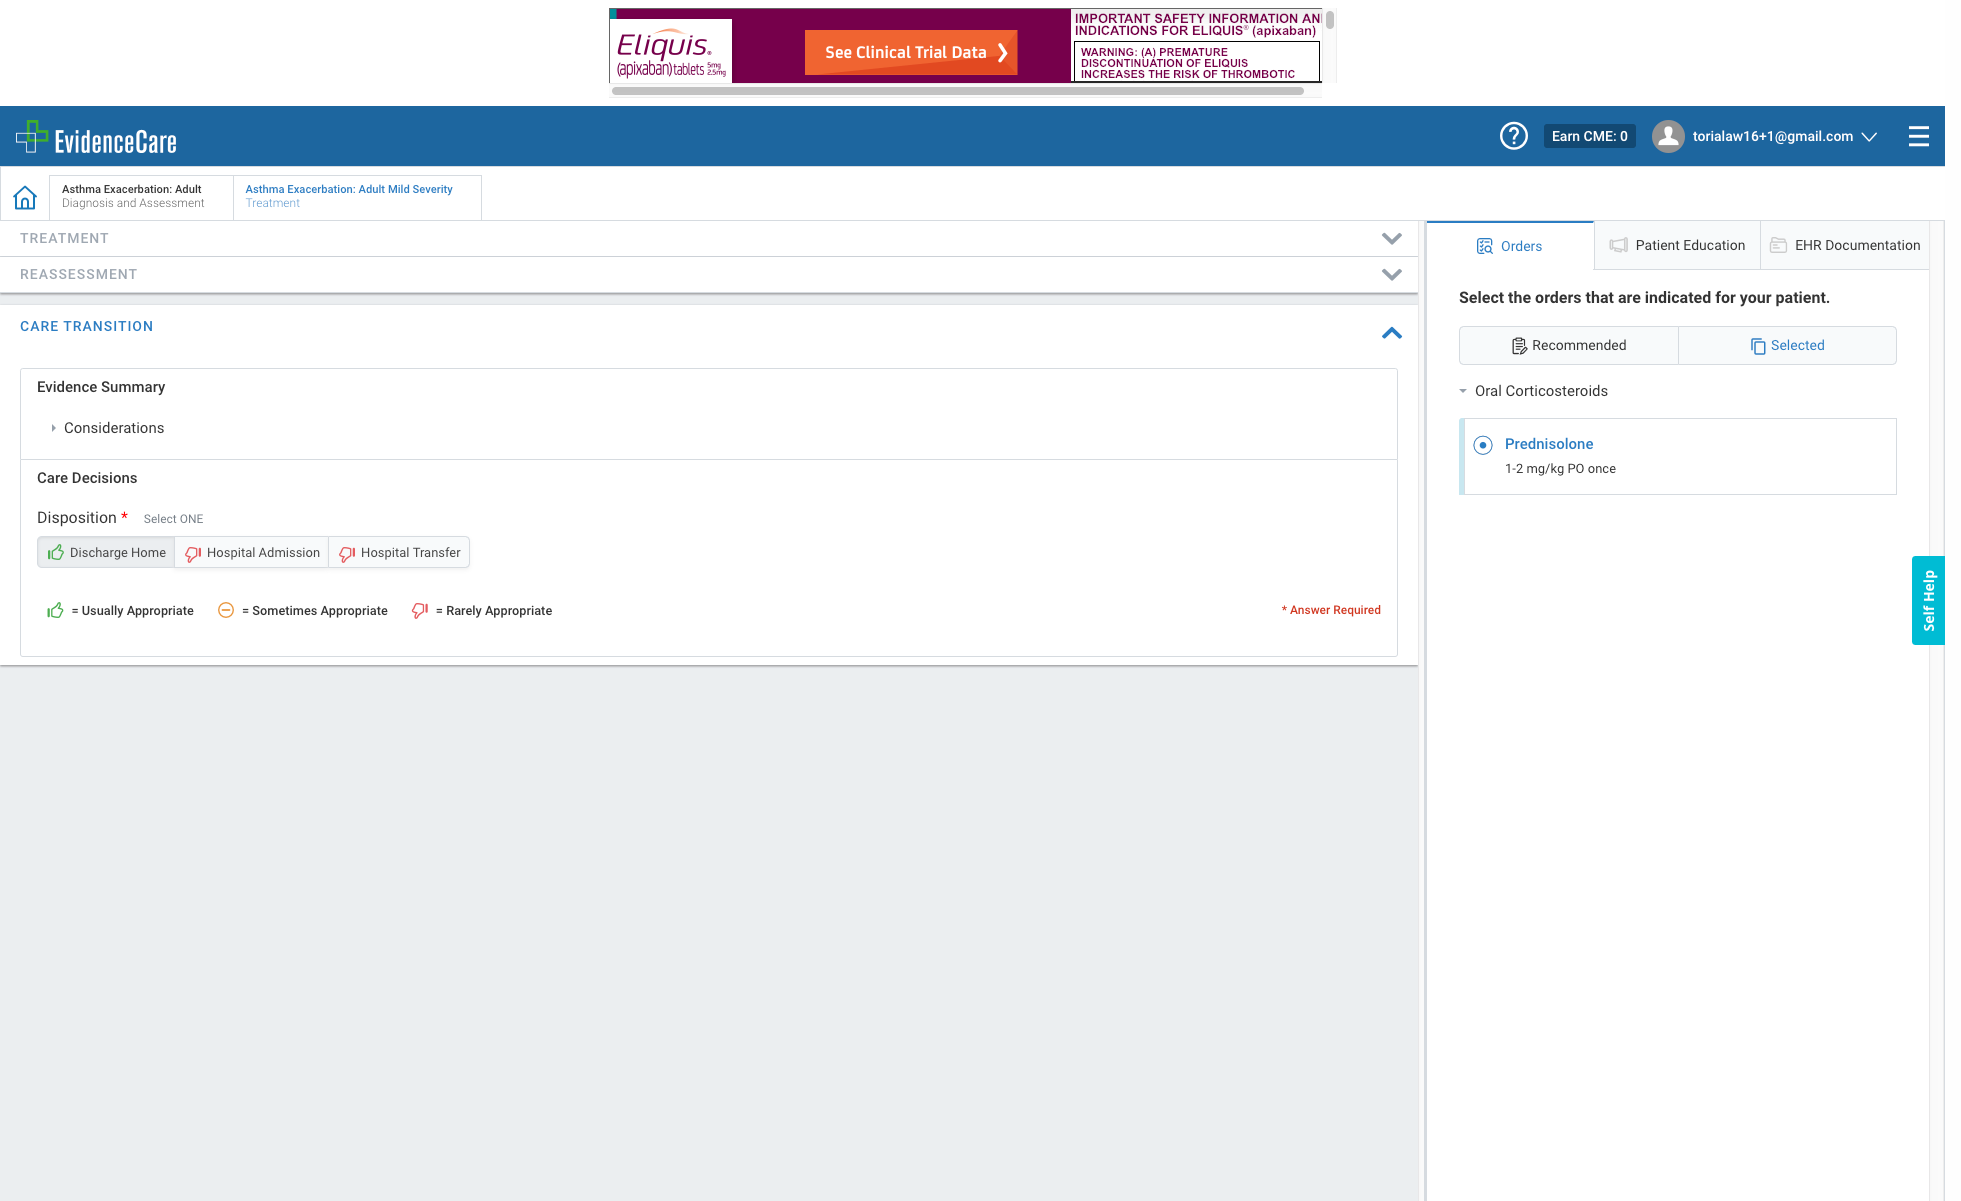 Eliquis.
(apixaban) tablets 5mg 2.5mg
See Clinical Trial Data
IMPORTANT SAFETY INFORMATION AN
INDICATIONS FOR ELIQUIS® (apixaban)
WARNING: (A) PREMATURE
DISCONTINUATION OF ELIQUIS
INCREASES THE RISK OF THROMBOTIC
EvidenceCare
Earn CME: 0
torialaw16+1@gmail.com
Asthma Exacerbation: Adult
Diagnosis and Assessment
Asthma Exacerbation: Adult Mild Severity
Treatment
TREATMENT
REASSESSMENT
CARE TRANSITION
Evidence Summary
Considerations
Care Decisions
Disposition * Select ONE
Discharge Home
Hospital Admission
Hospital Transfer
= Usually Appropriate
= Sometimes Appropriate
= Rarely Appropriate
* Answer Required
Orders
Patient Education
EHR Documentation
Select the orders that are indicated for your patient.
Recommended
Selected
Oral Corticosteroids
Prednisolone
1-2 mg/kg PO once
Self Help